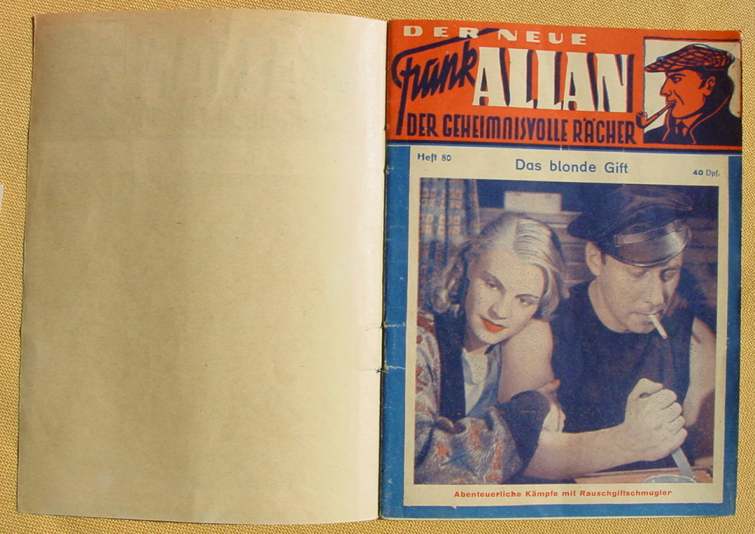 DER NEUE
Frank ALLAN
DER GEHEIMNISVOLLE RÄCHER
Heft 80
Das blonde Gift
40 Dpf.
Abenteuerliche Kämpfe mit Rauschgiftschmugler